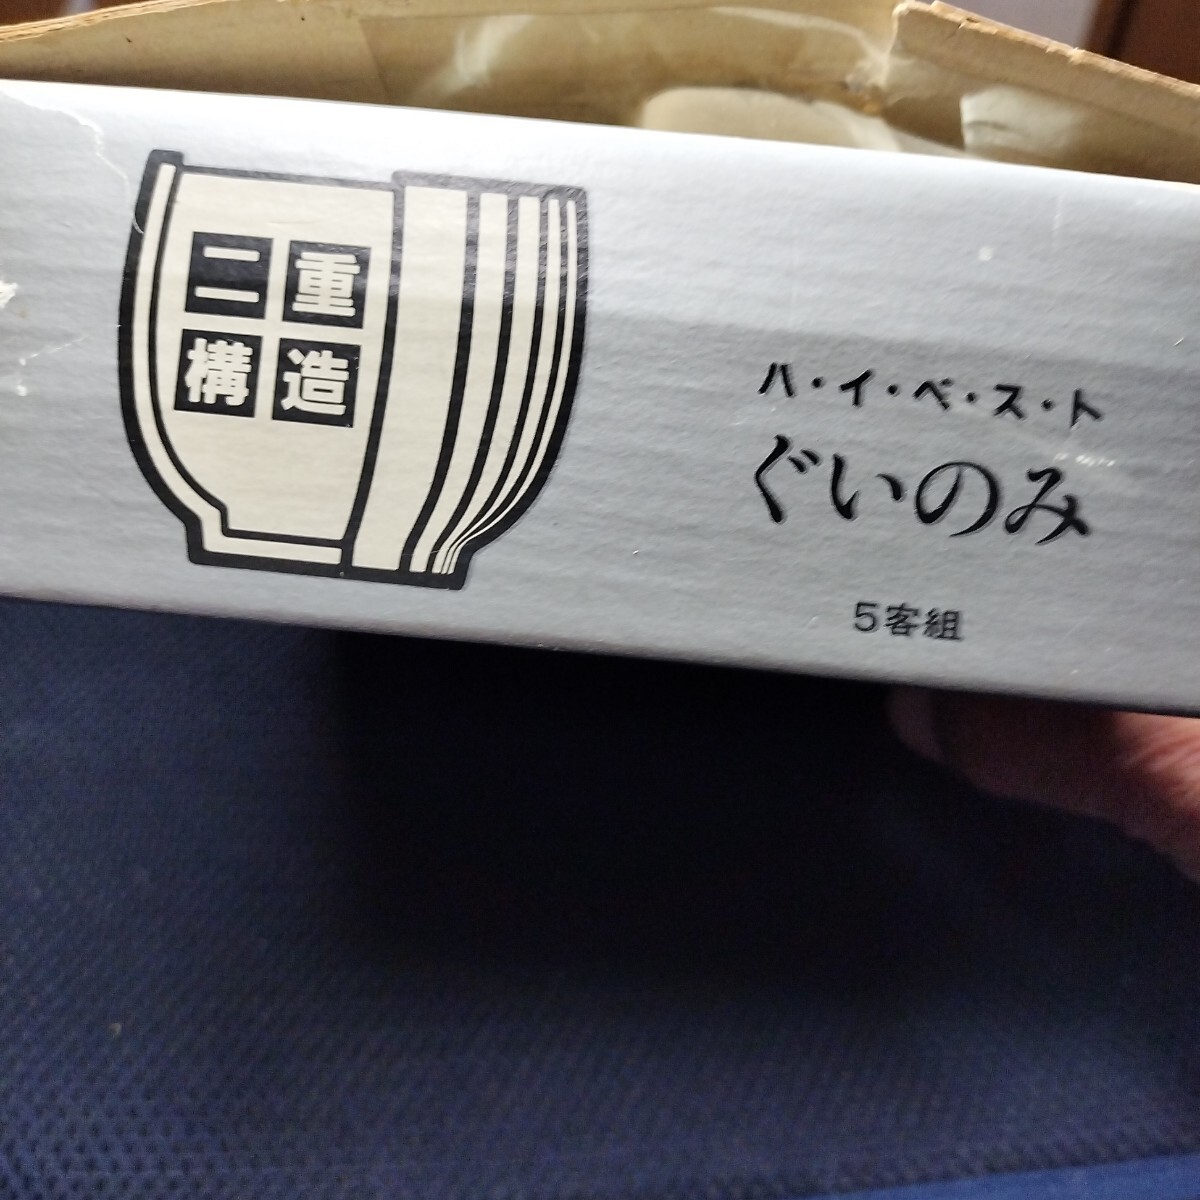 二重
構造
ハ・イ・ベ・ス・ト
ぐいのみ
5客組